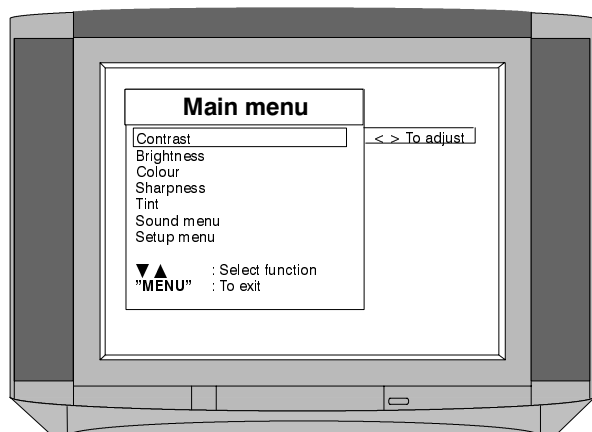 Main menu
Contrast
< > To adjust
Brightness
Colour
Sharpness
Tint
Sound menu
Setup menu
▼ ▲ : Select function
”MENU” : To exit